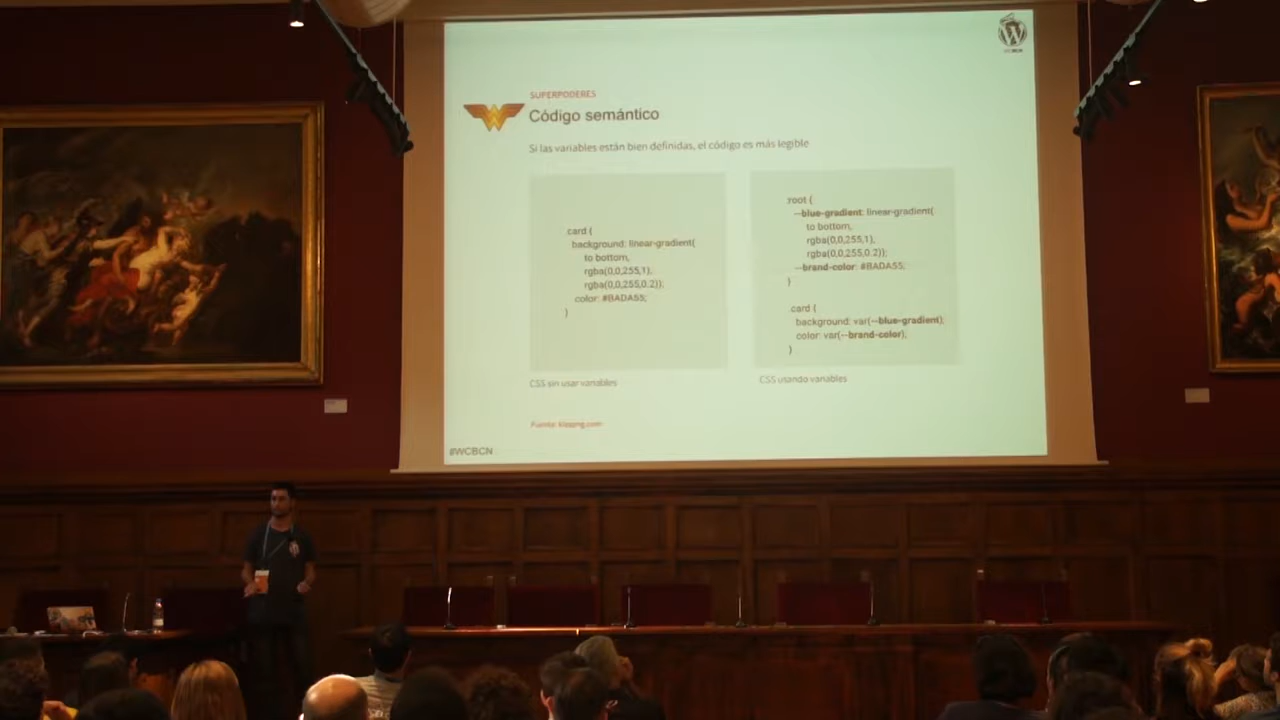 SUPERPODERES
Código semántico
Si las variables están bien definidas, el código es más legible
.card {
background: linear-gradient(
to bottom,
rgba(0,0,255,1),
rgba(0,0,255,0.2));
color: #BADA55;
}
CSS sin usar variables
:root {
--blue-gradient: linear-gradient(
to bottom,
rgba(0,0,255,1),
rgba(0,0,255,0.2));
--brand-color: #BADA55;
}
.card {
background: var(--blue-gradient);
color: var(--brand-color);
}
CSS usando variables
Fuente:
#WCBCN